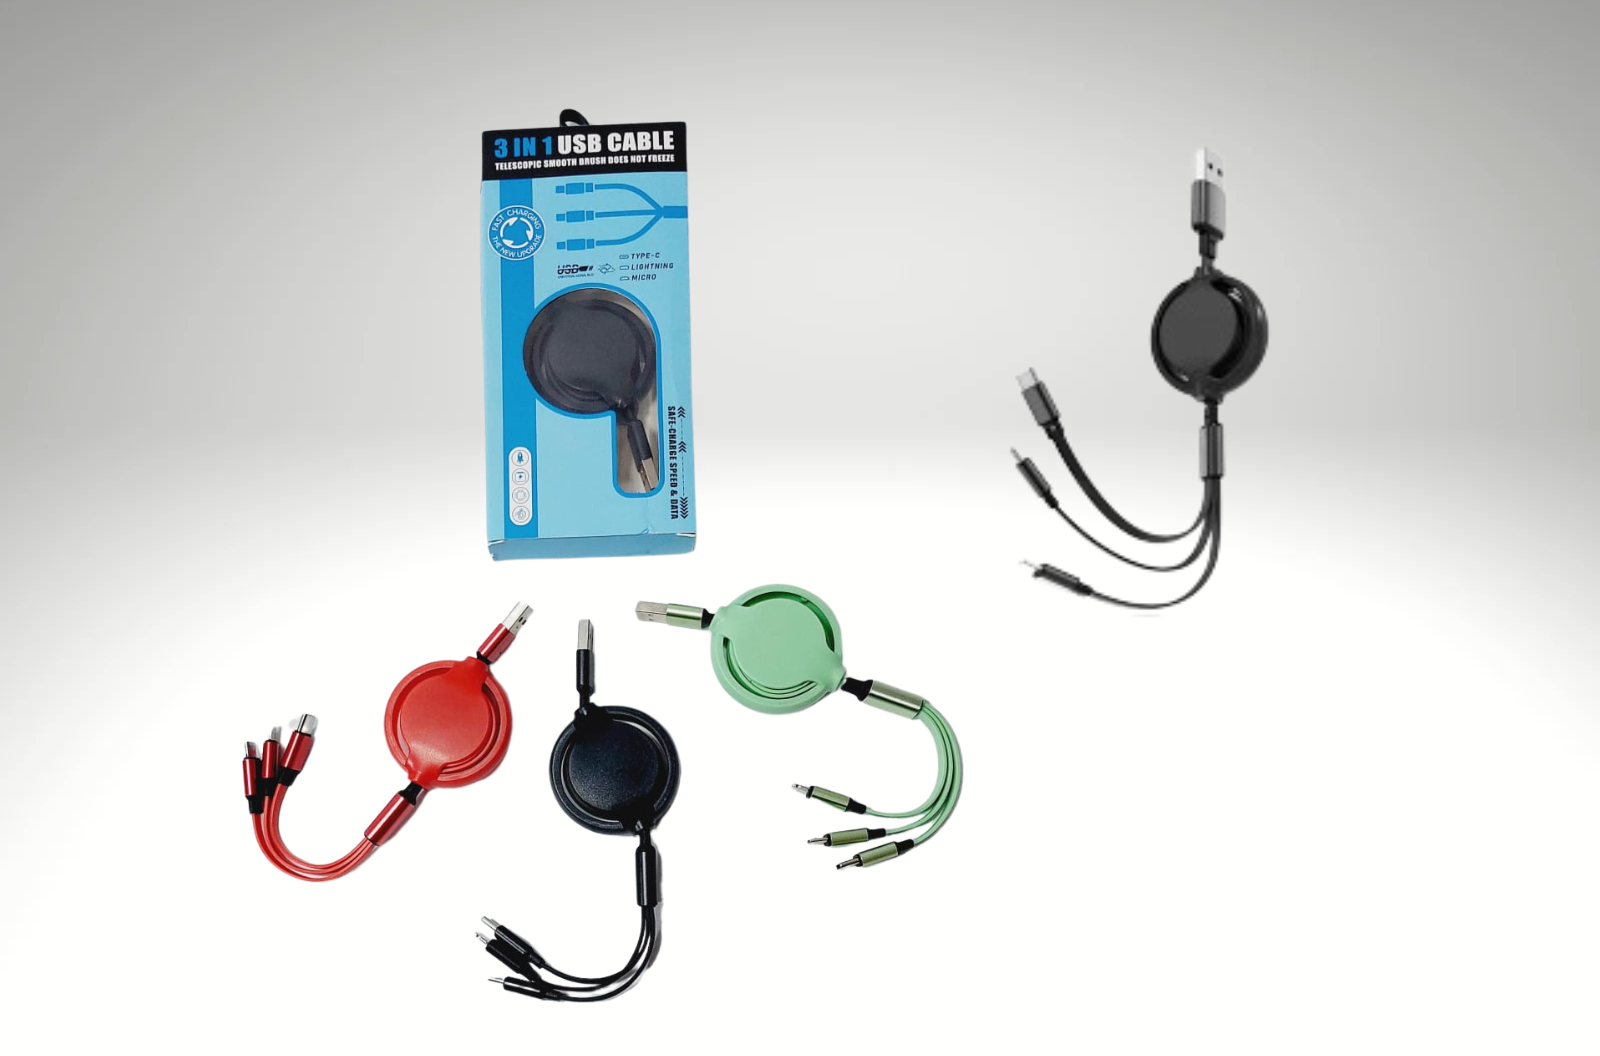 3 IN 1 USB CABLE
TELESCOPIC SMOOTH BRUSH DOES NOT FREEZE
FAST CHARGING
THE NEW UPGRADE
USB
TYPE-C
LIGHTNING
MICRO
SAFE-CHARGE SPEED & DATA